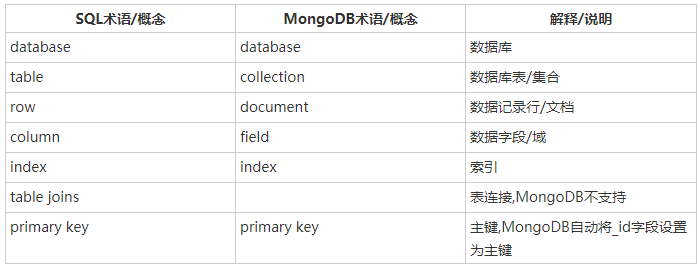 SQL术语/概念 MongoDB术语/概念 解释/说明
database database 数据库
table collection 数据库表/集合
row document 数据记录行/文档
column field 数据字段/域
index index 索引
table joins 表连接,MongoDB不支持
primary key primary key 主键,MongoDB自动将_id字段设置
为主键